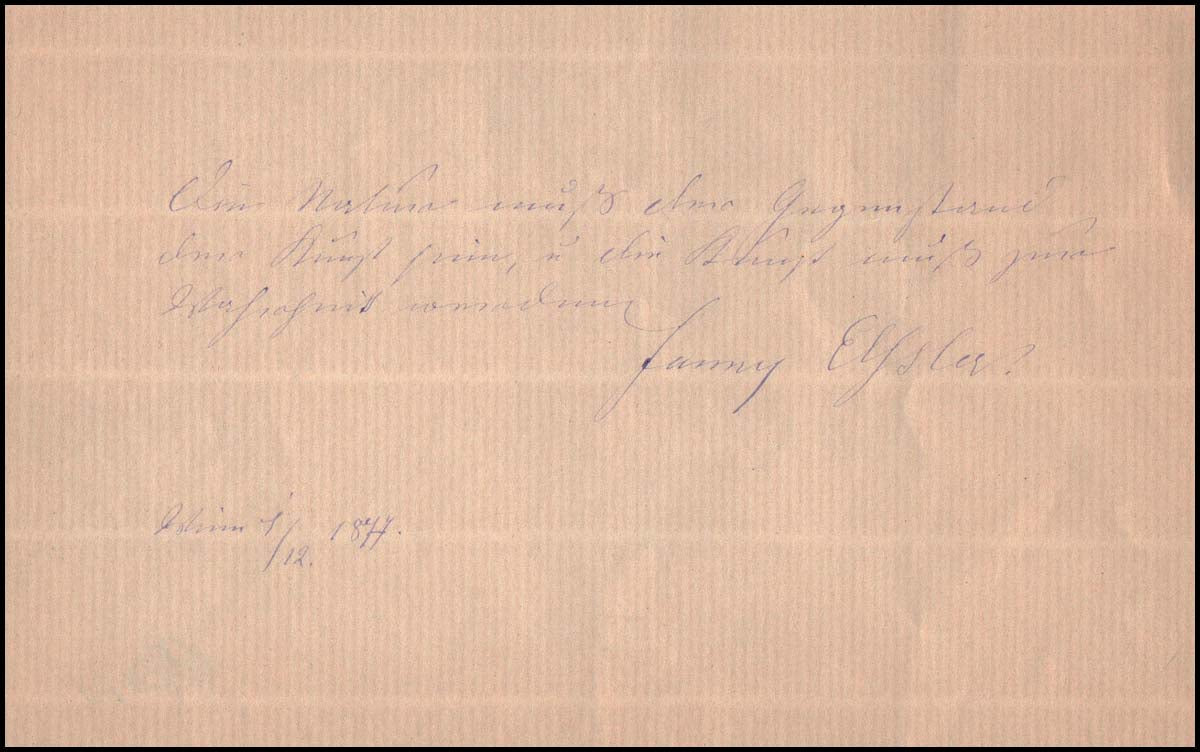 Die Natur muß der Gegenstand
der Kunst sein, u die Kunst muß zur
Wahrheit werden
Fanny Elßler.
Wien 1/12. 1877.